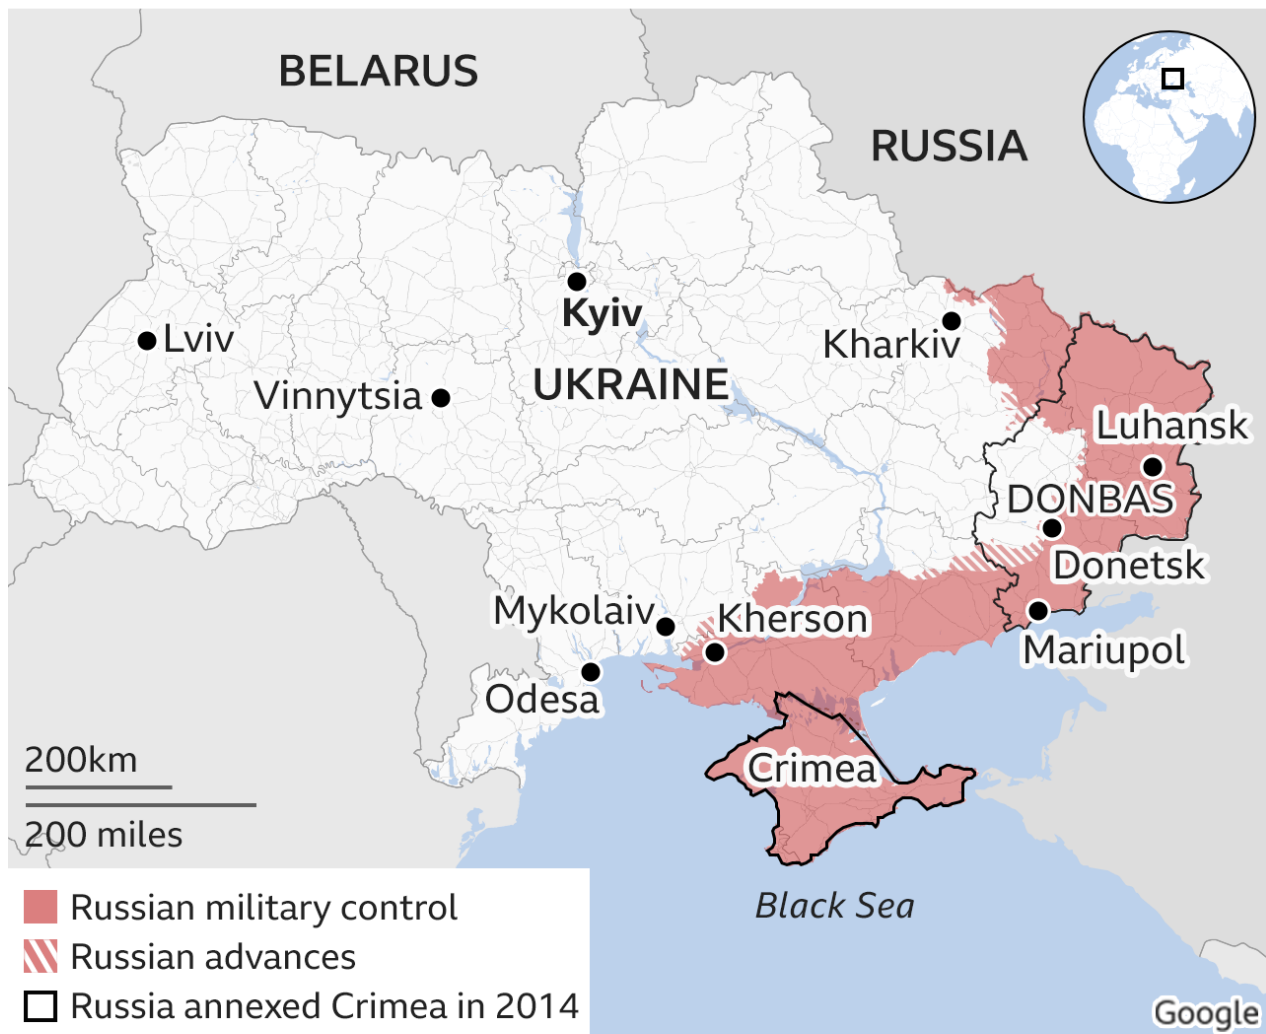 BELARUS
RUSSIA
Kyiv
Lviv
Kharkiv
UKRAINE
Vinnytsia
Luhansk
DONBAS
Donetsk
Mykolaiv
Kherson
Mariupol
Odesa
200km
Crimea
200 miles
Black Sea
Russian military control
Russian advances
Russia annexed Crimea in 2014
Google